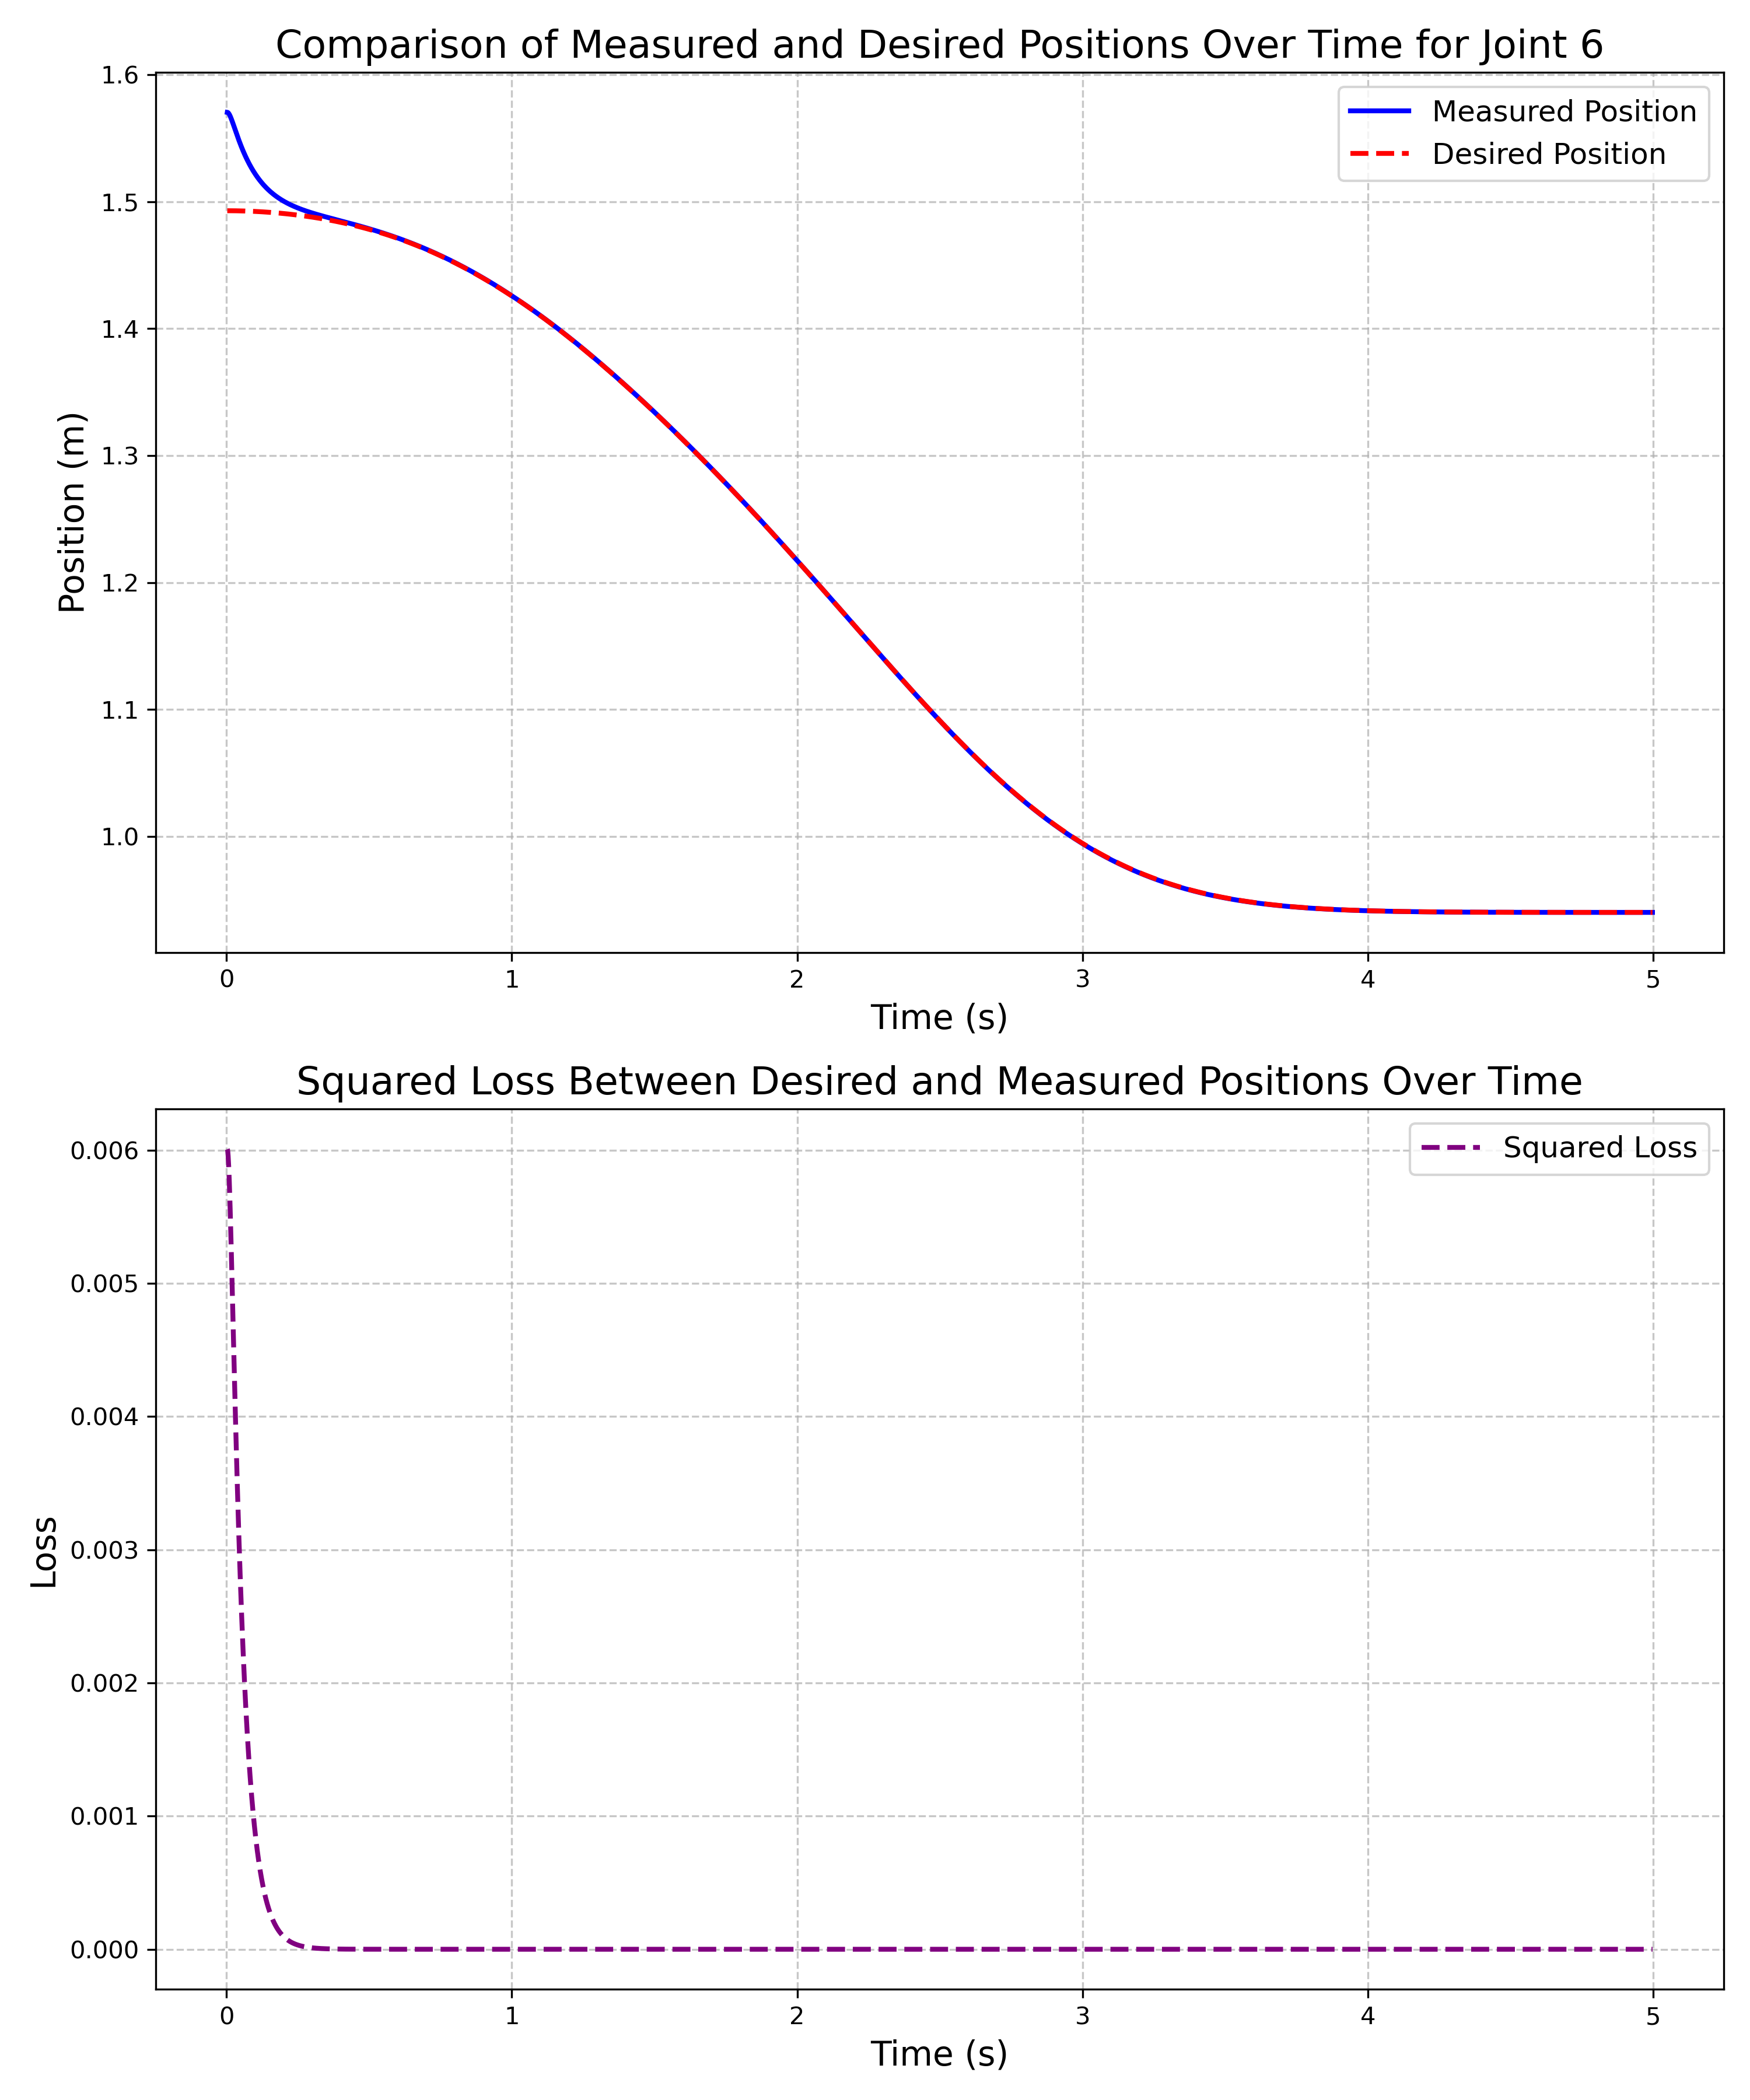 Comparison of Measured and Desired Positions Over Time for Joint 6
1.6
1.5
1.4
1.3
1.2
1.1
1.0
Position (m)
Measured Position
Desired Position
0 1 2 3 4 5
Time (s)
Squared Loss Between Desired and Measured Positions Over Time
0.006
0.005
0.004
0.003
0.002
0.001
0.000
Loss
Squared Loss
0 1 2 3 4 5
Time (s)